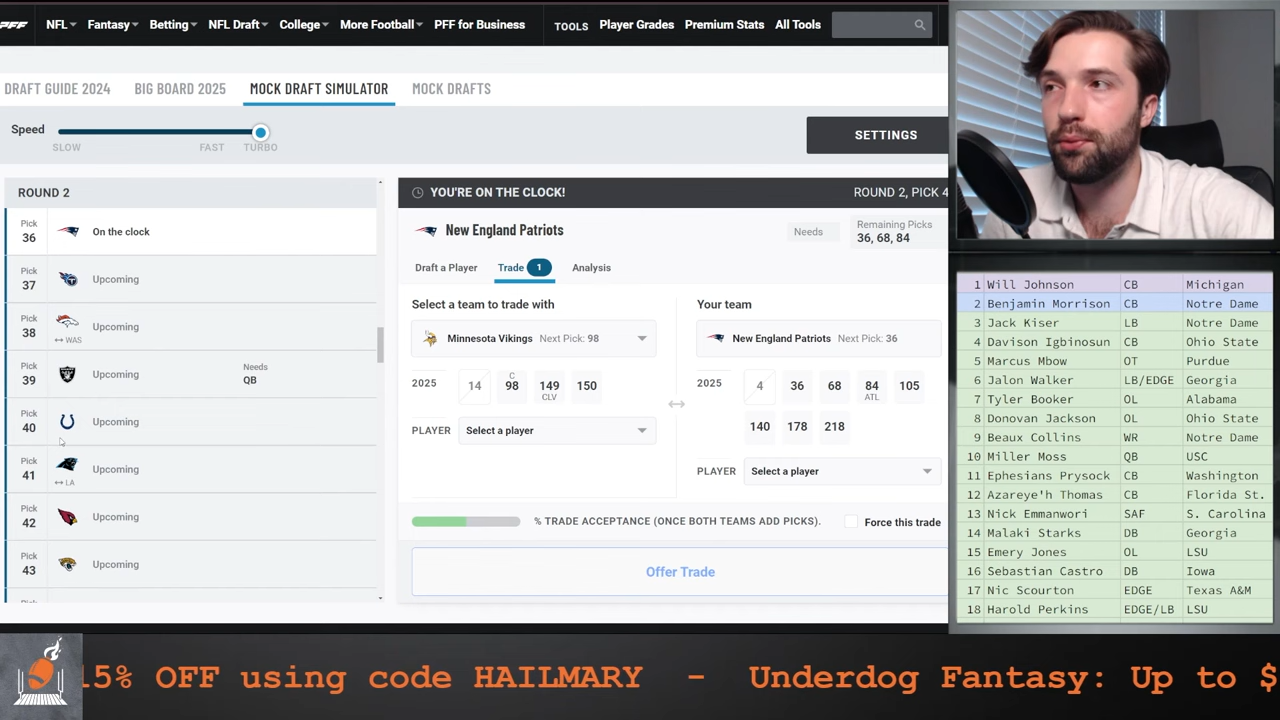 PFF
NFL
Fantasy
Betting
NFL Draft
College
More Football
PFF for Business
TOOLS
Player Grades
Premium Stats
All Tools
DRAFT GUIDE 2024
BIG BOARD 2025
MOCK DRAFT SIMULATOR
MOCK DRAFTS
Speed
SLOW
FAST
TURBO
SETTINGS
ROUND 2
Pick 36
On the clock
Pick 37
Upcoming
Pick 38
WAS
Upcoming
Pick 39
Upcoming
Needs
QB
Pick 40
Upcoming
Pick 41
LA
Upcoming
Pick 42
Upcoming
Pick 43
Upcoming
YOU'RE ON THE CLOCK!
ROUND 2, PICK 4
New England Patriots
Needs
Remaining Picks
36, 68, 84
Draft a Player
Trade 1
Analysis
Select a team to trade with
Minnesota Vikings Next Pick: 98
2025
14
C
98
149
CLV
150
PLAYER
Select a player
Your team
New England Patriots Next Pick: 36
2025
4
36
68
84
ATL
105
140
178
218
PLAYER
Select a player
% TRADE ACCEPTANCE (ONCE BOTH TEAMS ADD PICKS).
Force this trade
Offer Trade
1 Will Johnson CB Michigan
2 Benjamin Morrison CB Notre Dame
3 Jack Kiser LB Notre Dame
4 Davison Igbinosun CB Ohio State
5 Marcus Mbow OT Purdue
6 Jalon Walker LB/EDGE Georgia
7 Tyler Booker OL Alabama
8 Donovan Jackson OL Ohio State
9 Beaux Collins WR Notre Dame
10 Miller Moss QB USC
11 Ephesians Prysock CB Washington
12 Azareye'h Thomas CB Florida St.
13 Nick Emmanwori SAF S. Carolina
14 Malaki Starks DB Georgia
15 Emery Jones OL LSU
16 Sebastian Castro DB Iowa
17 Nic Scourton EDGE Texas A&M
18 Harold Perkins EDGE/LB LSU
15% OFF using code HAILMARY - Underdog Fantasy: Up to $